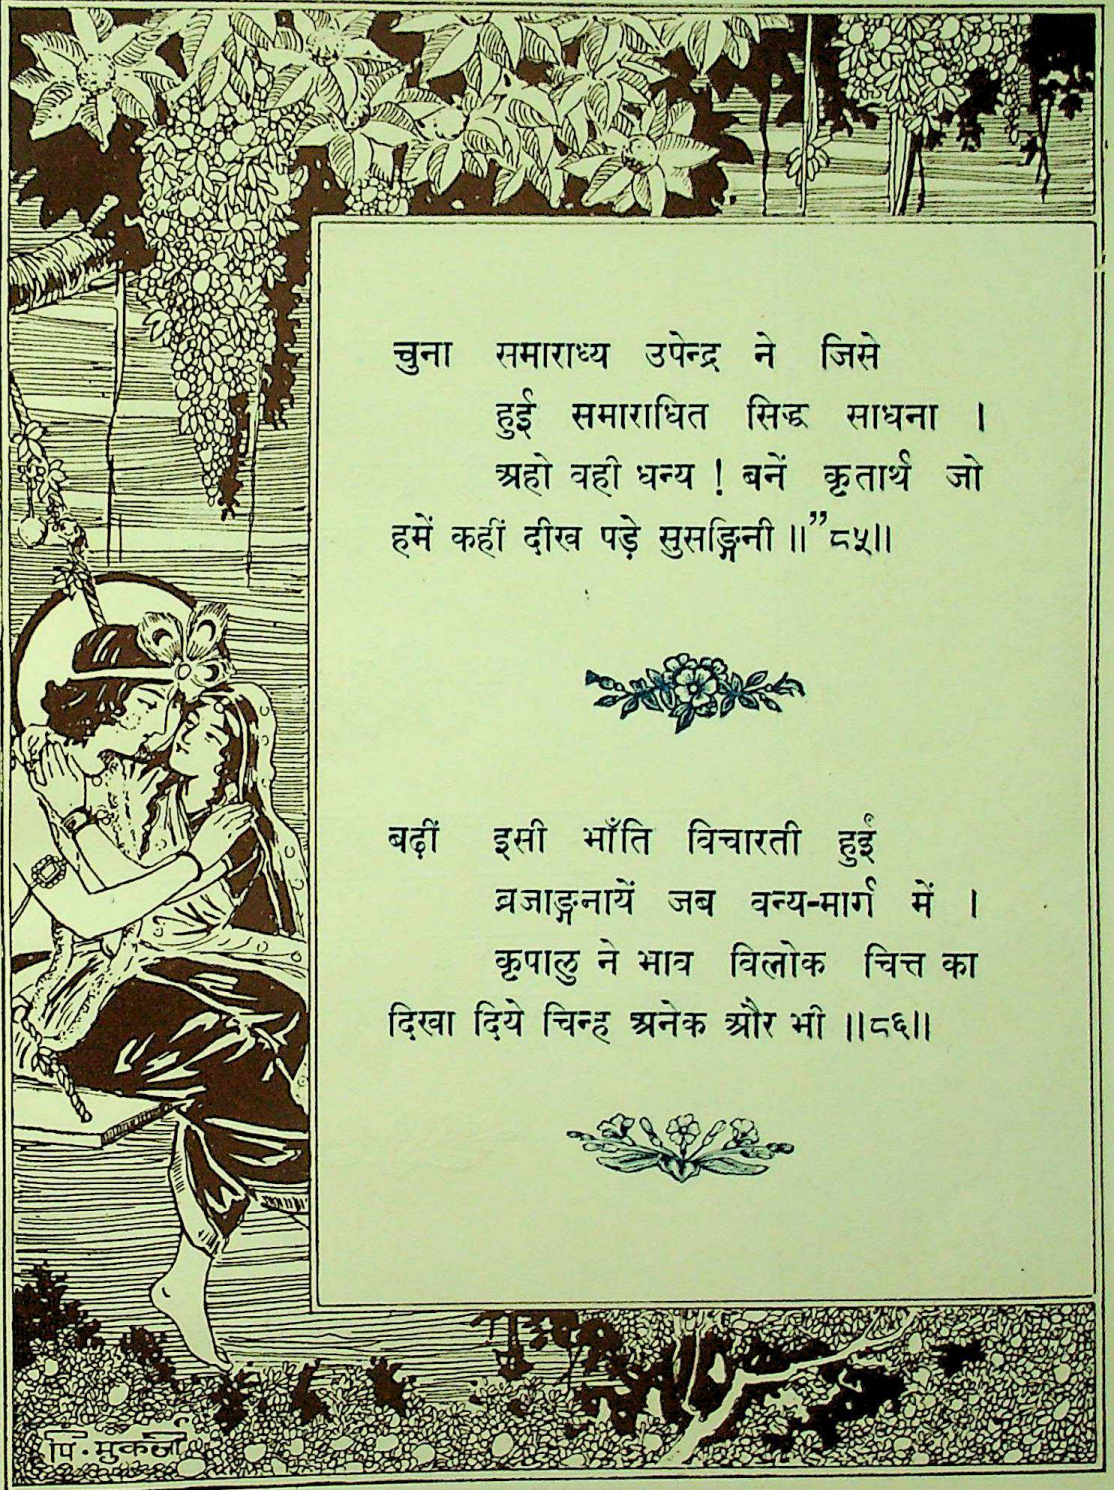 चुना समाराध्य उपेन्द्र ने जिसे
हुई समाराधित सिद्ध साधना ।
अहो वही धन्य ! बनें कृतार्थ जो
हमें कहीं दीख पड़े सुसङ्गिनी ॥” ८५॥
बढ़ीं इसी भाँति विचारती हुईं
व्रजाङ्गनायें जब वन्य-मार्ग में ।
कृपालु ने भाव विलोक चित्त का
दिखा दिये चिन्ह अनेक और भी ॥८६॥
पि. मुकर्जी